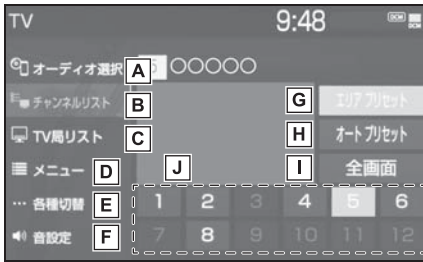 TV 9:48 DCM
オーディオ選択 A 5 〇〇〇〇〇
チャンネルリスト B G エリア プリセット
TV局リスト C H オート プリセット
メニュー D J I 全画面
各種切替 E 1 2 3 4 5 6
音設定 F 7 8 9 10 11 12